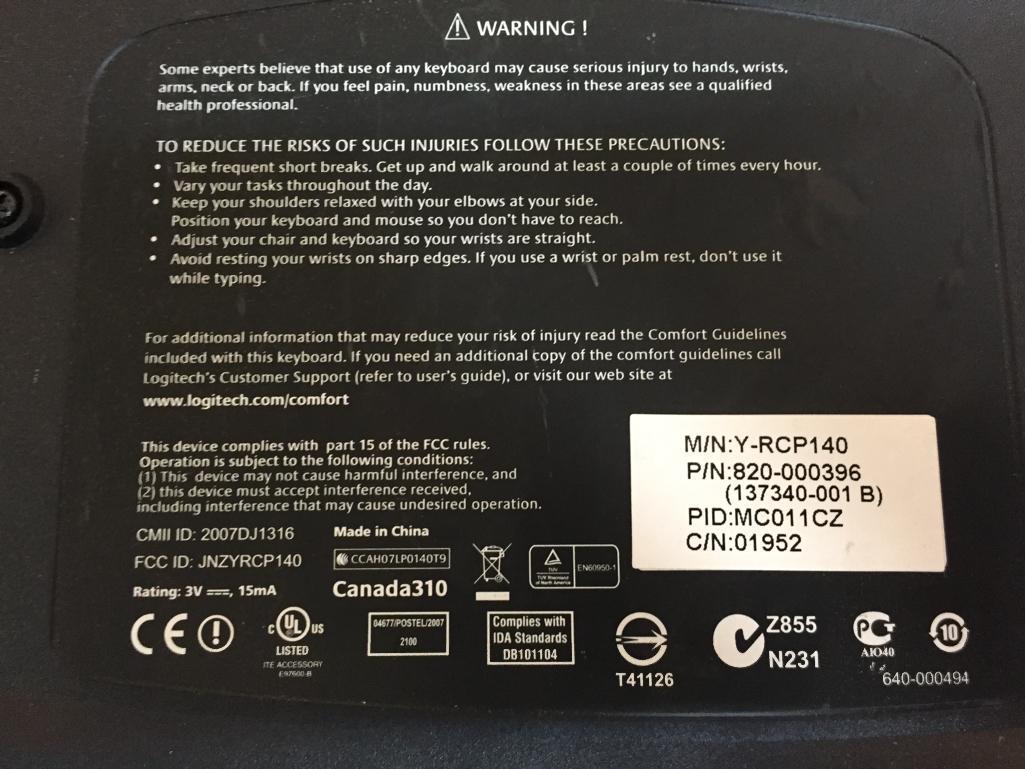 WARNING !
Some experts believe that use of any keyboard may cause serious injury to hands, wrists,
arms, neck or back. If you feel pain, numbness, weakness in these areas see a qualified
health professional.
TO REDUCE THE RISKS OF SUCH INJURIES FOLLOW THESE PRECAUTIONS:
• Take frequent short breaks. Get up and walk around at least a couple of times every hour.
• Vary your tasks throughout the day.
• Keep your shoulders relaxed with your elbows at your side.
Position your keyboard and mouse so you don't have to reach.
• Adjust your chair and keyboard so your wrists are straight.
• Avoid resting your wrists on sharp edges. If you use a wrist or palm rest, don't use it
while typing.
For additional information that may reduce your risk of injury read the Comfort Guidelines
included with this keyboard. If you need an additional copy of the comfort guidelines call
Logitech's Customer Support (refer to user's guide), or visit our web site at
www.logitech.com/comfort
This device complies with part 15 of the FCC rules.
Operation is subject to the following conditions:
(1) This device may not cause harmful interference, and
(2) this device must accept interference received,
including interference that may cause undesired operation.
M/N:Y-RCP140
P/N:820-000396
(137340-001 B)
PID:MC011CZ
C/N:01952
CMII ID: 2007DJ1316
Made in China
FCC ID: JNZYRCP140
CCAH07LP0140T9
TUV
TUV Rheinland
of North America
EN60950-1
Rating: 3V ⎓, 15mA
Canada310
CE
C UL US
LISTED
ITE ACCESSORY
E97600-B
04677/POSTEL/2007
2100
Complies with
IDA Standards
DB101104
T41126
Z855
N231
PCT
AIO40
10
640-000494